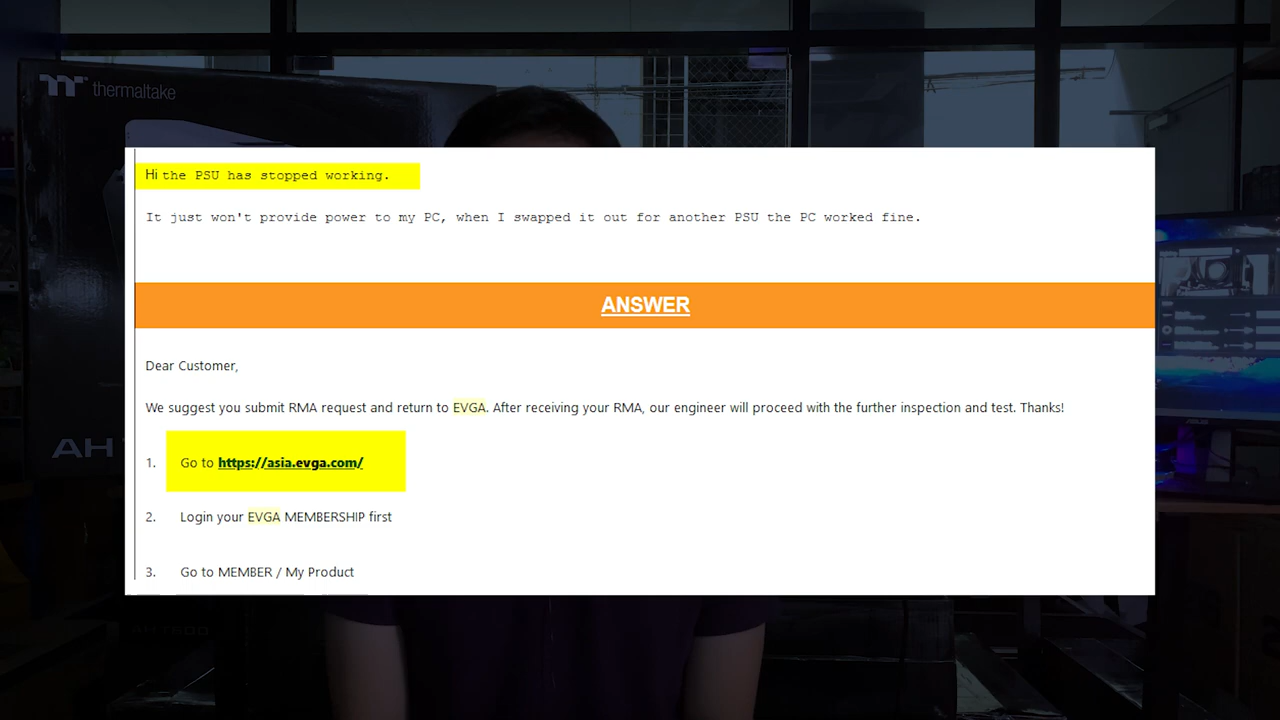 thermaltake
Hi the PSU has stopped working.
It just won't provide power to my PC, when I swapped it out for another PSU the PC worked fine.
ANSWER
Dear Customer,
We suggest you submit RMA request and return to EVGA. After receiving your RMA, our engineer will proceed with the further inspection and test. Thanks!
1. Go to https://asia.evga.com/
AH
2. Login your EVGA MEMBERSHIP first
3. Go to MEMBER / My Product